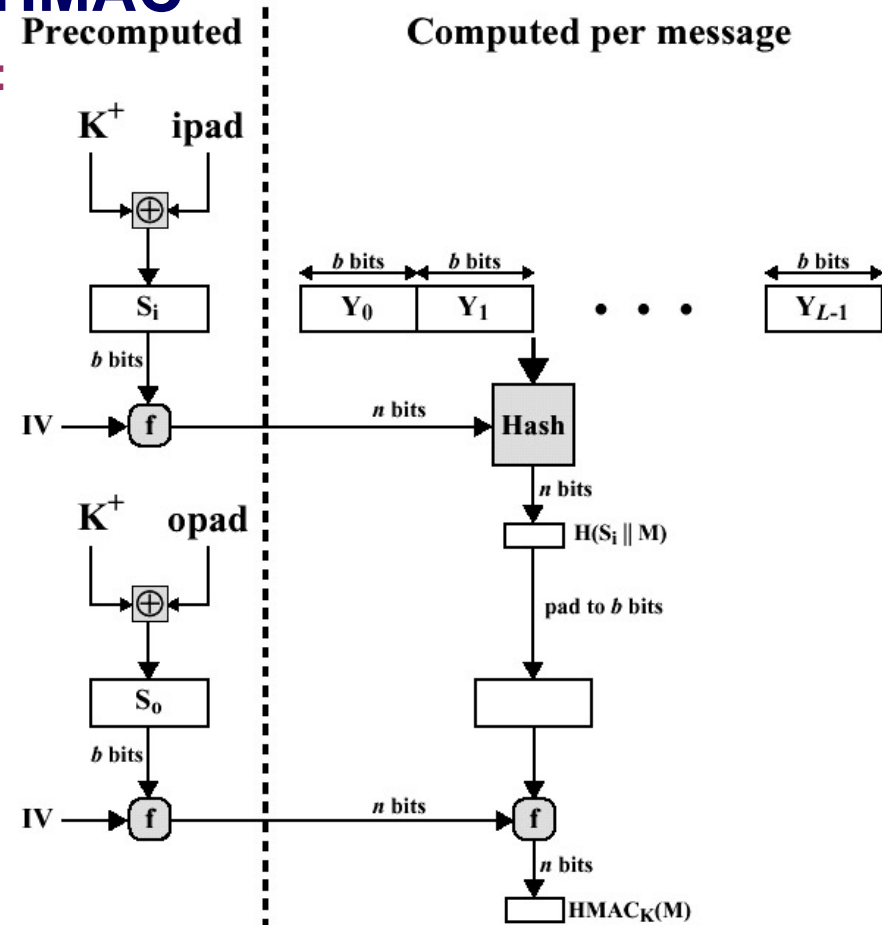 HMAC
Precomputed
Computed per message
:
K+ ipad
⊕
b bits b bits b bits
Si
Y0 Y1 • • • YL-1
b bits
IV f n bits Hash
n bits
K+ opad
H(Si || M)
⊕
pad to b bits
So
b bits
IV f n bits f
n bits
HMACK(M)